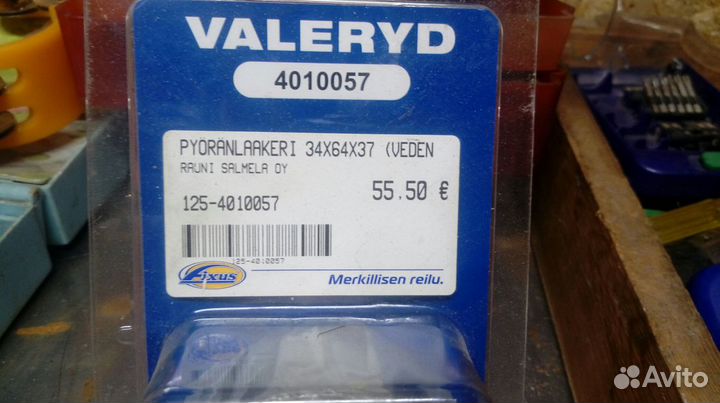 VALERYD
4010057
PYÖRÄNLAAKERI 34X64X37 (VEDEN
RAUNI SALMELA OY
125-4010057
55.50 €
125-4010057
Fixus
Merkillisen reilu.
Avito